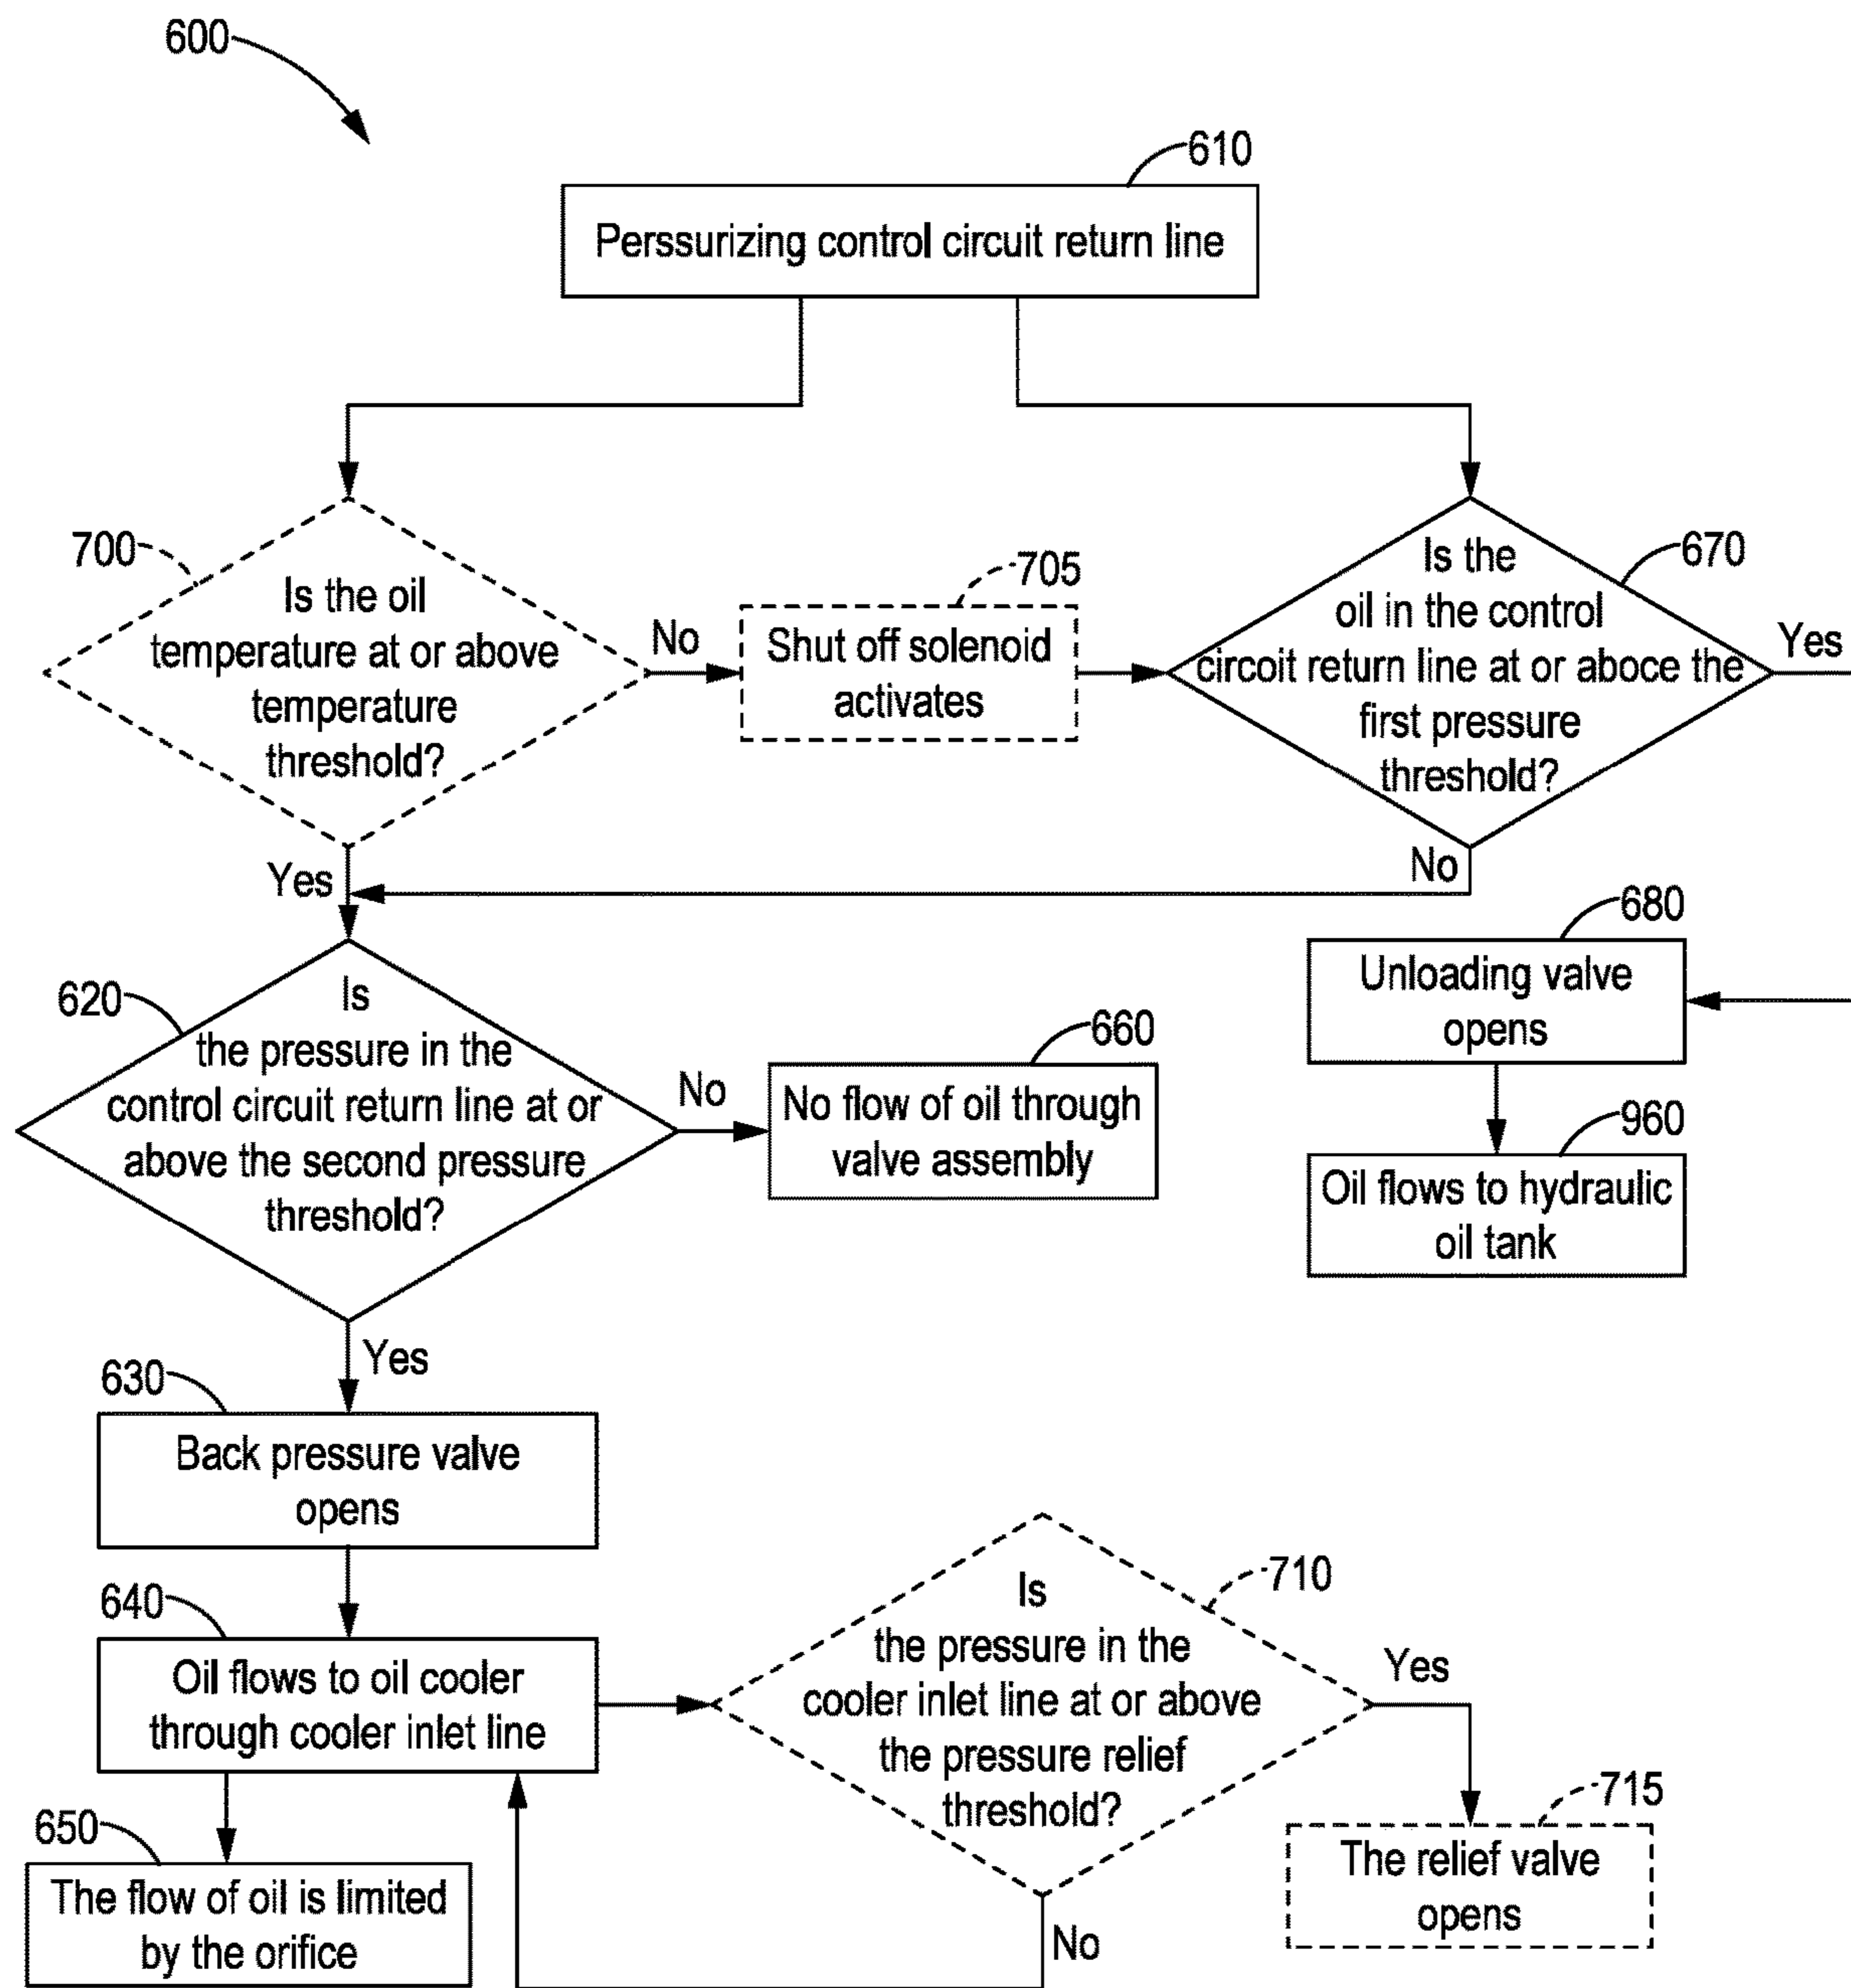 600
610
Perssurizing control circuit return line
700
Is the oil
temperature at or above
temperature
threshold?
No
705
Shut off solenoid
activates
670
Is the
oil in the control
circoit return line at or aboce the
first pressure
threshold?
Yes
Yes
No
620
Is
the pressure in the
control circuit return line at or
above the second pressure
threshold?
No
660
No flow of oil through
valve assembly
680
Unloading valve
opens
960
Oil flows to hydraulic
oil tank
Yes
630
Back pressure valve
opens
640
Oil flows to oil cooler
through cooler inlet line
710
Is
the pressure in the
cooler inlet line at or above
the pressure relief
threshold?
Yes
715
The relief valve
opens
650
The flow of oil is limited
by the orifice
No